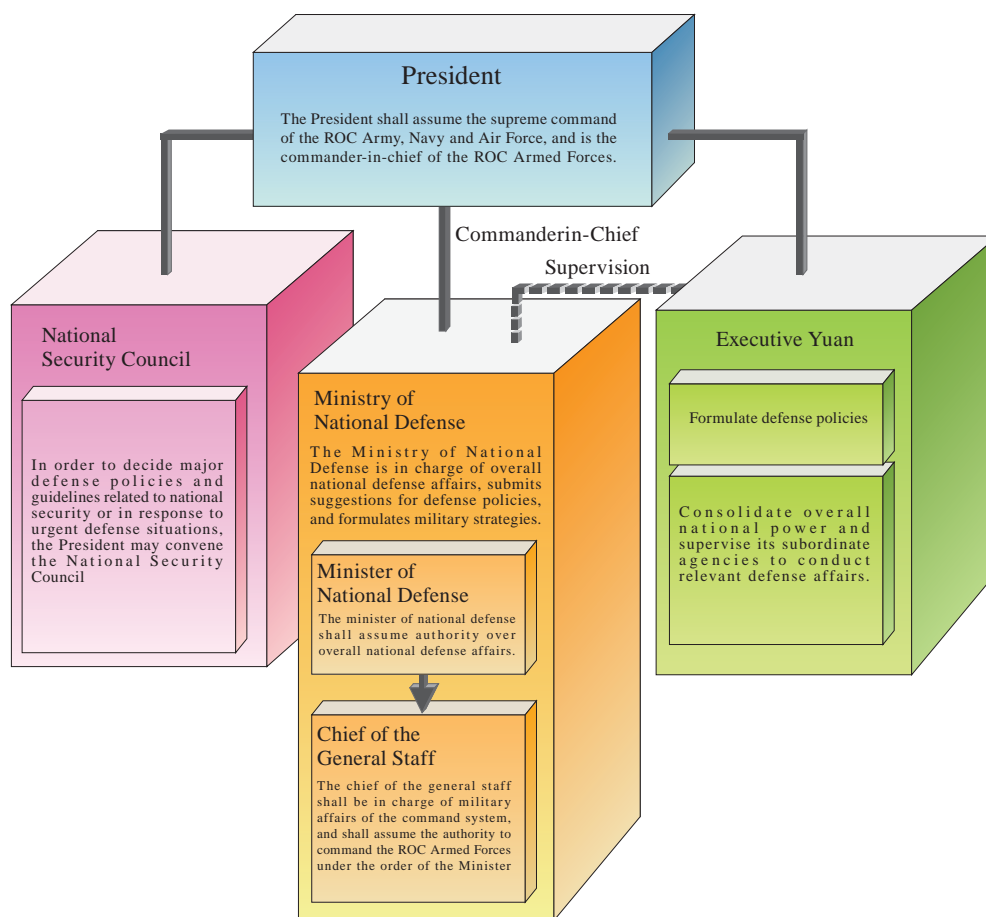 President
The President shall assume the supreme command
of the ROC Army, Navy and Air Force, and is the
commander-in-chief of the ROC Armed Forces.
Commanderin-Chief
Supervision
National
Security Council
In order to decide major
defense policies and
guidelines related to national
security or in response to
urgent defense situations,
the President may convene
the National Security
Council
Ministry of
National Defense
The Ministry of National
Defense is in charge of overall
national defense affairs, submits
suggestions for defense policies,
and formulates military strategies.
Minister of
National Defense
The minister of national defense
shall assume authority over
overall national defense affairs.
Chief of the
General Staff
The chief of the general staff
shall be in charge of military
affairs of the command system,
and shall assume the authority to
command the ROC Armed Forces
under the order of the Minister
Executive Yuan
Formulate defense policies
Consolidate overall
national power and
supervise its subordinate
agencies to conduct
relevant defense affairs.